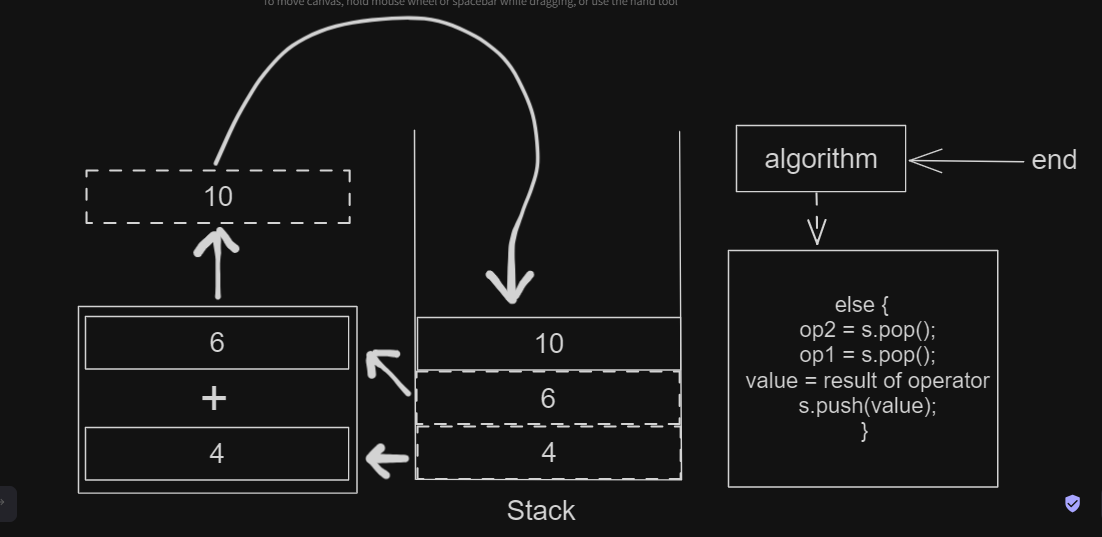 To move canvas, hold mouse wheel or spacebar while dragging, or use the hand tool
10
6
+
4
10
6
4
Stack
algorithm
end
else {
op2 = s.pop();
op1 = s.pop();
value = result of operator
s.push(value);
}